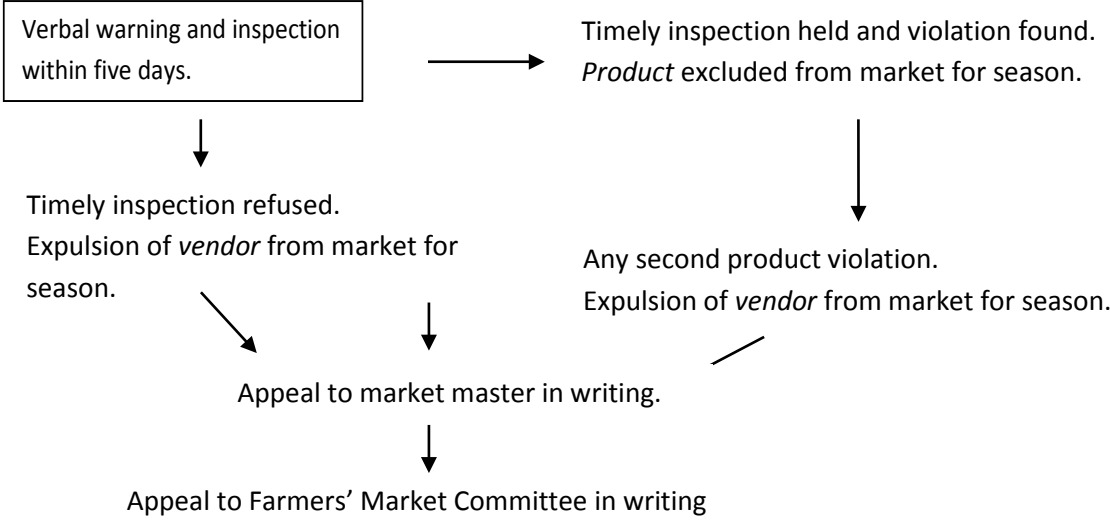 Verbal warning and inspection
within five days.
Timely inspection held and violation found.
Product excluded from market for season.
Timely inspection refused.
Expulsion of vendor from market for
season.
Any second product violation.
Expulsion of vendor from market for season.
Appeal to market master in writing.
Appeal to Farmers’ Market Committee in writing